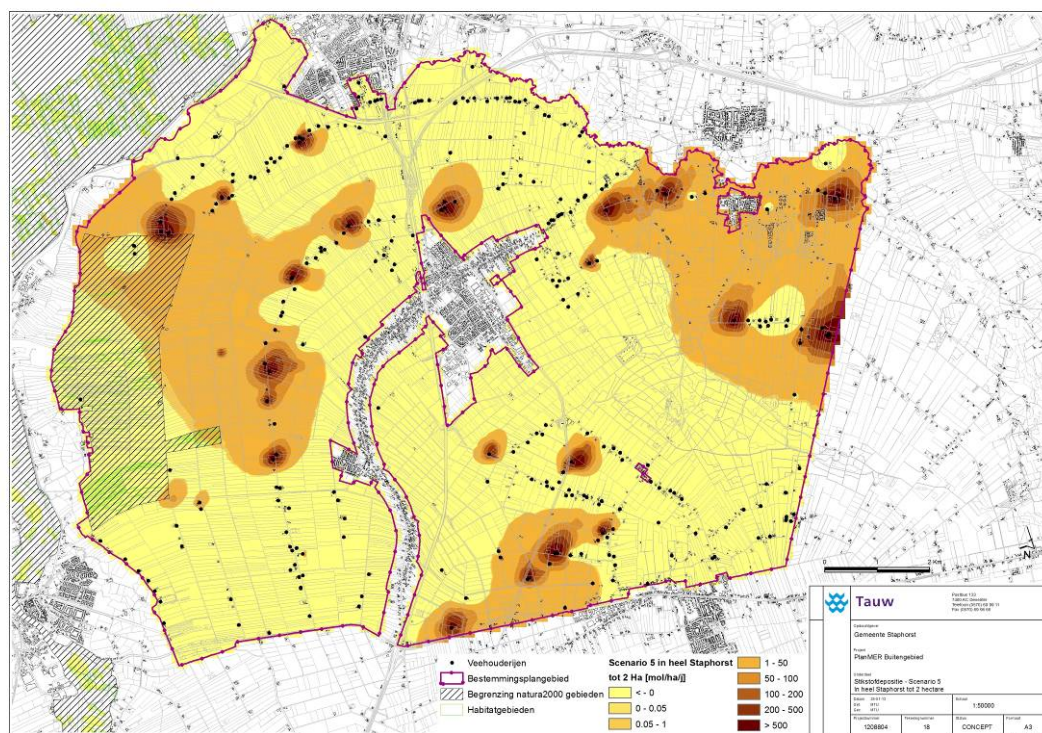 Veehouderijen
Bestemmingsplangebied
Begrenzing natura2000 gebieden
Habitatgebieden
Scenario 5 in heel Staphorst
tot 2 Ha [mol/ha/j]
< - 0
0 - 0.05
0.05 - 1
1 - 50
50 - 100
100 - 200
200 - 500
> 500
0
2 Km
N
Tauw
Gemeente Staphorst
Project
PlanMER Buitengebied
Stikstofdepositie - Scenario 5
In heel Staphorst tot 2 hectare
1:50000
1208804
18
CONCEPT
A3